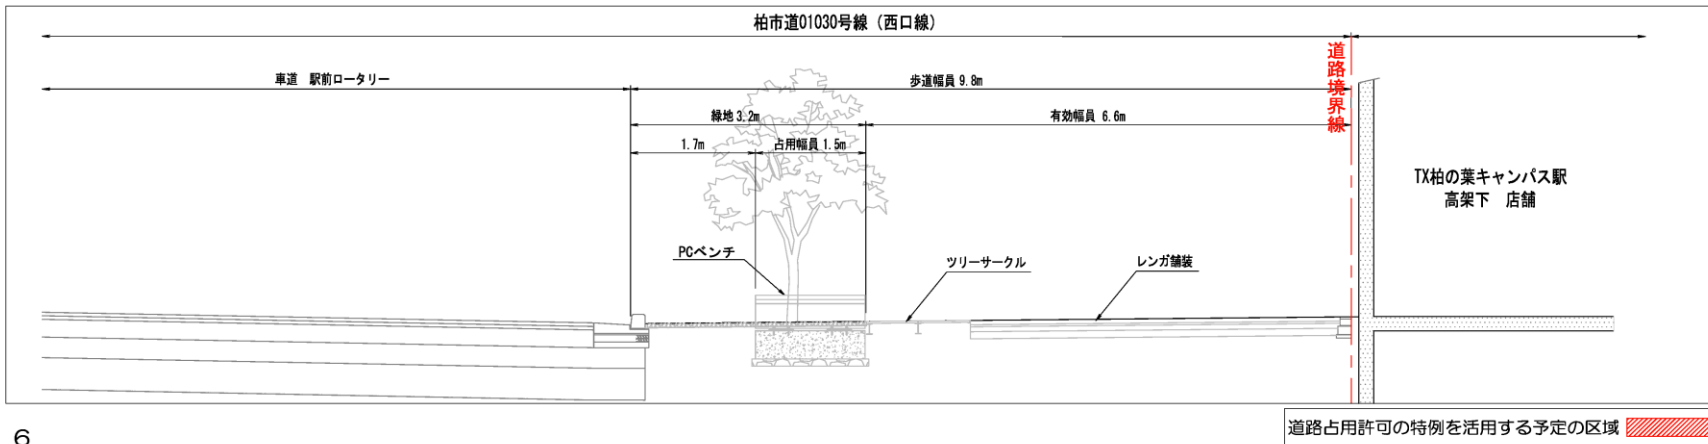 柏市道01030号線（西口線）
道路境界線
車道　駅前ロータリー
歩道幅員 9.8m
緑地 3.2m
有効幅員 6.6m
1.7m
占用幅員 1.5m
TX柏の葉キャンパス駅
高架下　店舗
PCベンチ
ツリーサークル
レンガ舗装
6
道路占用許可の特例を活用する予定の区域